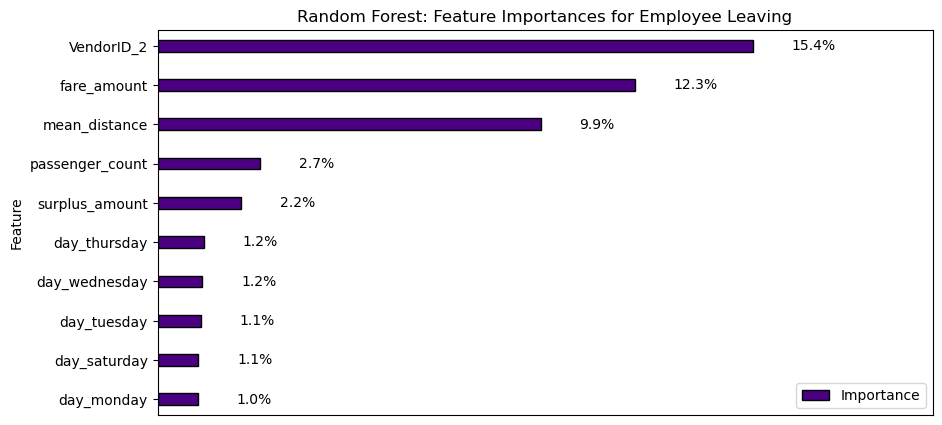 Random Forest: Feature Importances for Employee Leaving
Feature
VendorID_2 15.4%
fare_amount 12.3%
mean_distance 9.9%
passenger_count 2.7%
surplus_amount 2.2%
day_thursday 1.2%
day_wednesday 1.2%
day_tuesday 1.1%
day_saturday 1.1%
day_monday 1.0%
Importance